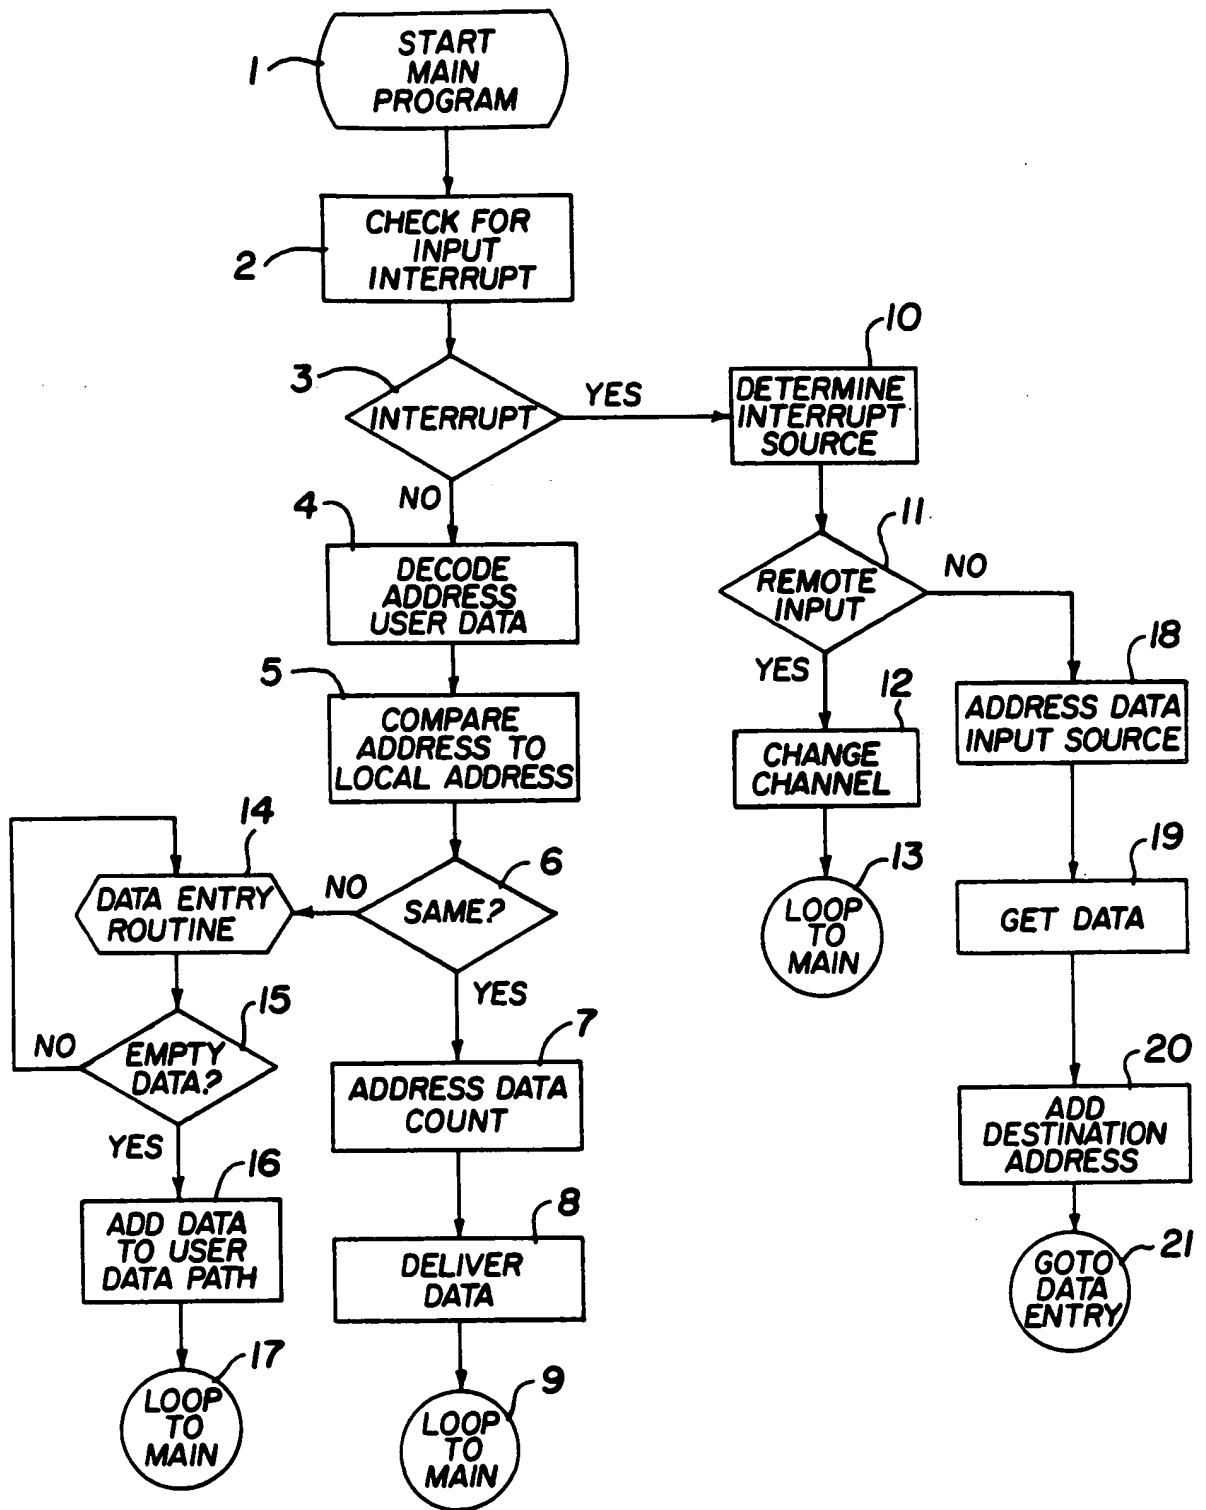 1
START
MAIN
PROGRAM
2
CHECK FOR
INPUT
INTERRUPT
3
INTERRUPT
YES
NO
10
DETERMINE
INTERRUPT
SOURCE
4
DECODE
ADDRESS
USER DATA
11
REMOTE
INPUT
NO
YES
5
COMPARE
ADDRESS TO
LOCAL ADDRESS
12
CHANGE
CHANNEL
18
ADDRESS DATA
INPUT SOURCE
14
DATA ENTRY
ROUTINE
NO
6
SAME?
YES
13
LOOP
TO
MAIN
19
GET DATA
15
EMPTY
DATA?
NO
YES
7
ADDRESS DATA
COUNT
20
ADD
DESTINATION
ADDRESS
16
ADD DATA
TO USER
DATA PATH
8
DELIVER
DATA
21
GOTO
DATA
ENTRY
17
LOOP
TO
MAIN
9
LOOP
TO
MAIN